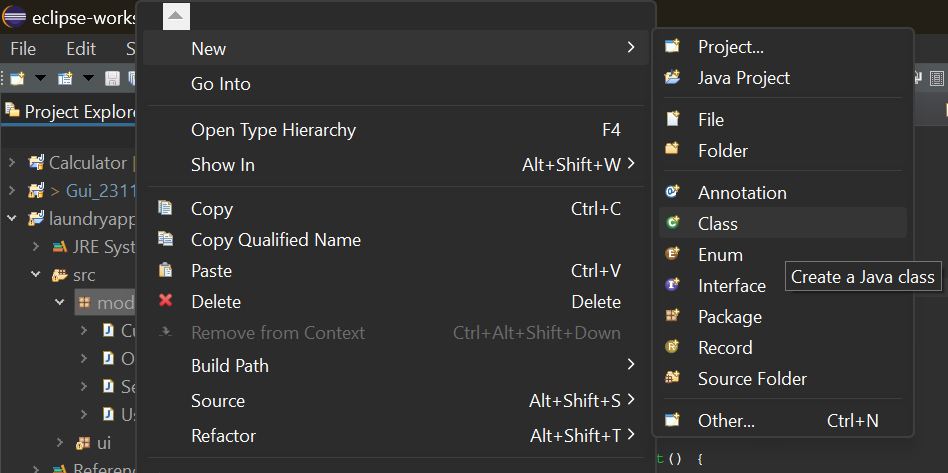 eclipse-works
File Edit S
Project Explore
Calculator [
> Gui_2311
laundryapp
JRE Syst
src
mod
Cu
O
Se
Us
ui
Reference
New
Go Into
Open Type Hierarchy F4
Show In Alt+Shift+W
Copy Ctrl+C
Copy Qualified Name
Paste Ctrl+V
Delete Delete
Remove from Context Ctrl+Alt+Shift+Down
Build Path
Source Alt+Shift+S
Refactor Alt+Shift+T
Project...
Java Project
File
Folder
Annotation
Class
Enum
Interface
Package
Record
Source Folder
Other... Ctrl+N
Create a Java class
t() {